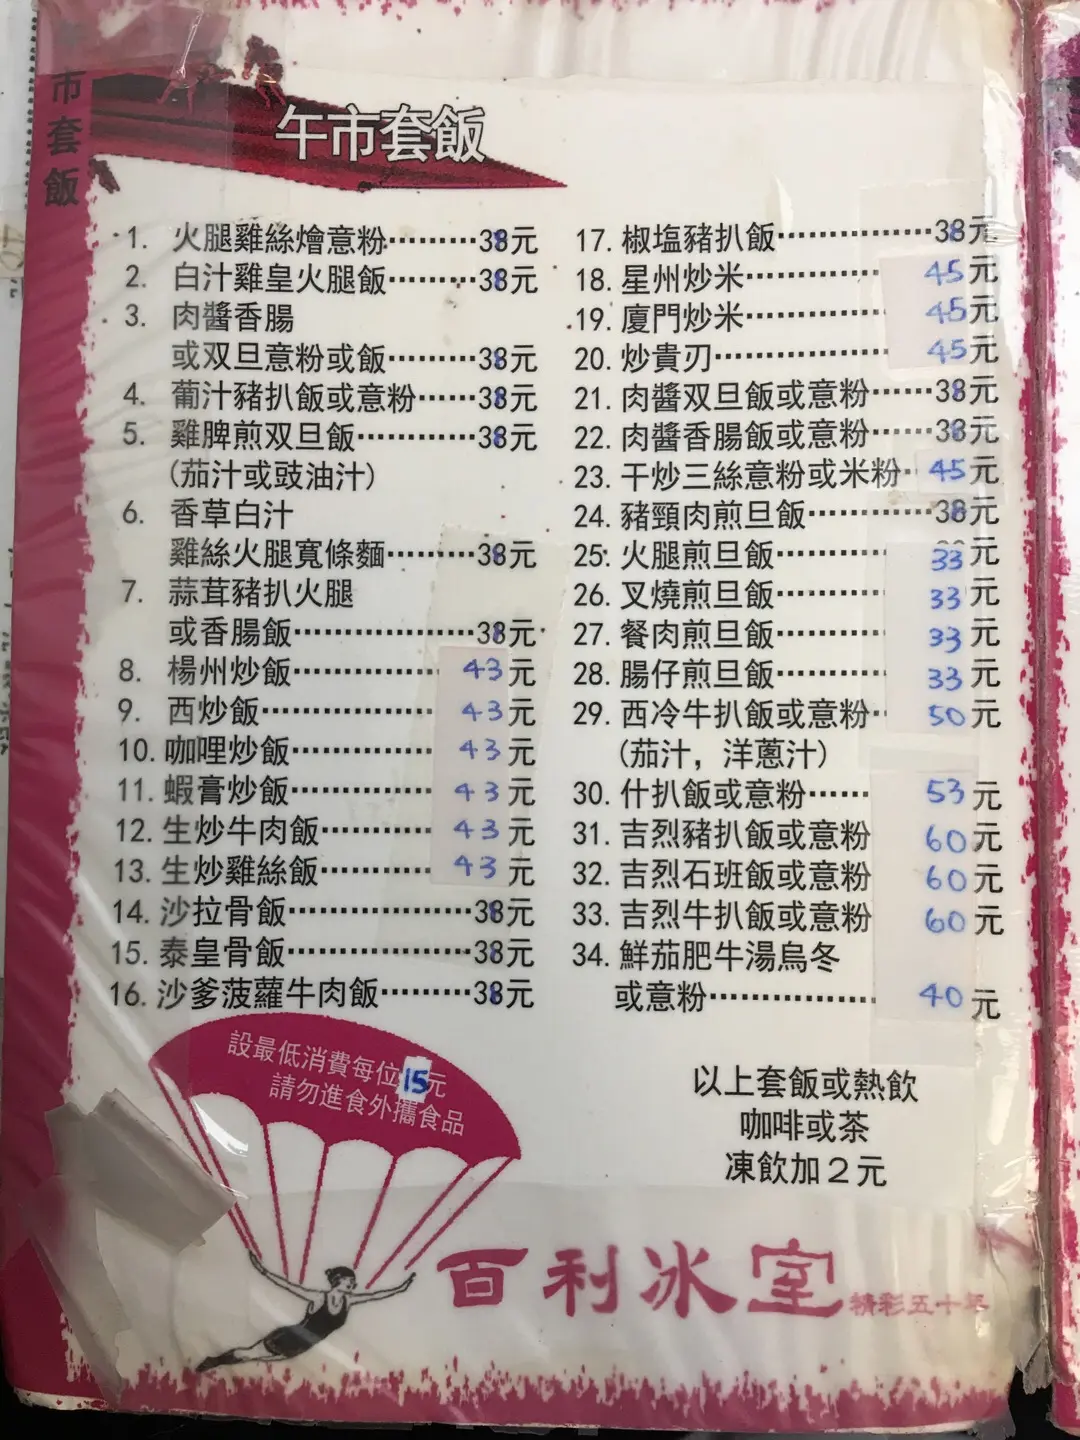 市套飯
午市套飯
1. 火腿雞絲燴意粉………38元
2. 白汁雞皇火腿飯………38元
3. 肉醬香腸
或双旦意粉或飯………38元
4. 葡汁豬扒飯或意粉……38元
5. 雞脾煎双旦飯…………38元
(茄汁或豉油汁)
6. 香草白汁
雞絲火腿寬條麵………38元
7. 蒜茸豬扒火腿
或香腸飯………………38元
8. 楊州炒飯……………43元
9. 西炒飯………………43元
10. 咖哩炒飯……………43元
11. 蝦膏炒飯……………43元
12. 生炒牛肉飯…………43元
13. 生炒雞絲飯…………43元
14. 沙拉骨飯………………38元
15. 泰皇骨飯………………38元
16. 沙爹菠蘿牛肉飯………38元
17. 椒塩豬扒飯……………38元
18. 星州炒米……………45元
19. 廈門炒米……………45元
20. 炒貴刃………………45元
21. 肉醬双旦飯或意粉……38元
22. 肉醬香腸飯或意粉……38元
23. 干炒三絲意粉或米粉·45元
24. 豬頸肉煎旦飯…………38元
25. 火腿煎旦飯…………33元
26. 叉燒煎旦飯…………33元
27. 餐肉煎旦飯…………33元
28. 腸仔煎旦飯…………33元
29. 西冷牛扒飯或意粉··50元
(茄汁，洋蔥汁)
30. 什扒飯或意粉……53元
31. 吉烈豬扒飯或意粉 60元
32. 吉烈石班飯或意粉 60元
33. 吉烈牛扒飯或意粉 60元
34. 鮮茄肥牛湯烏冬
或意粉………………40元
設最低消費每位15元
請勿進食外攜食品
以上套飯或熱飲
咖啡或茶
凍飲加２元
百利冰室 精彩五十年